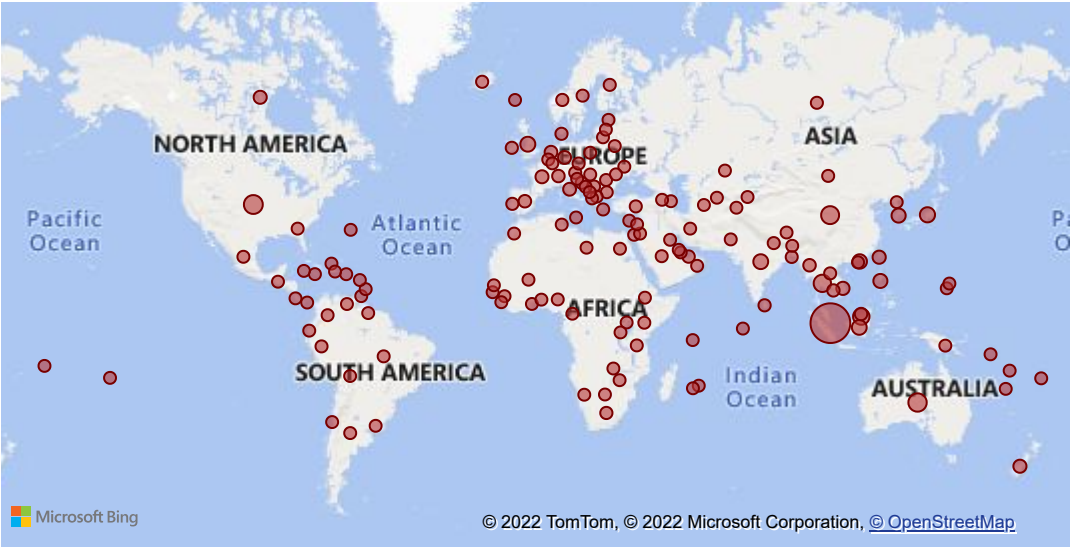 NORTH AMERICA
EUROPE
ASIA
Pacific
Ocean
Atlantic
Ocean
Pa
O
AFRICA
SOUTH AMERICA
Indian
Ocean
AUSTRALIA
Microsoft Bing
© 2022 TomTom, © 2022 Microsoft Corporation, © OpenStreetMap